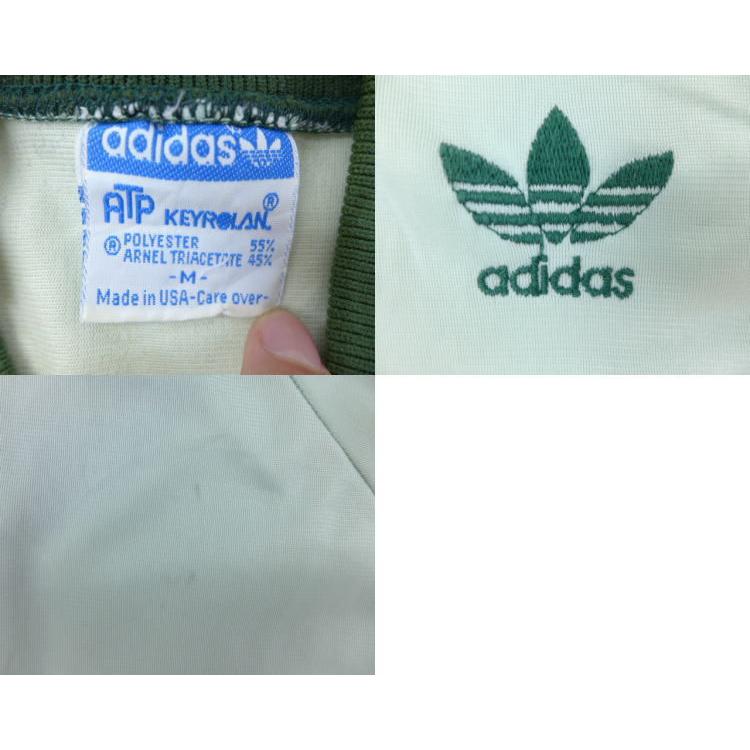 adidas
ATP KEYROLAN®
® POLYESTER 55%
ARNEL TRIACETATE 45%
-M-
Made in USA-Care over-
adidas